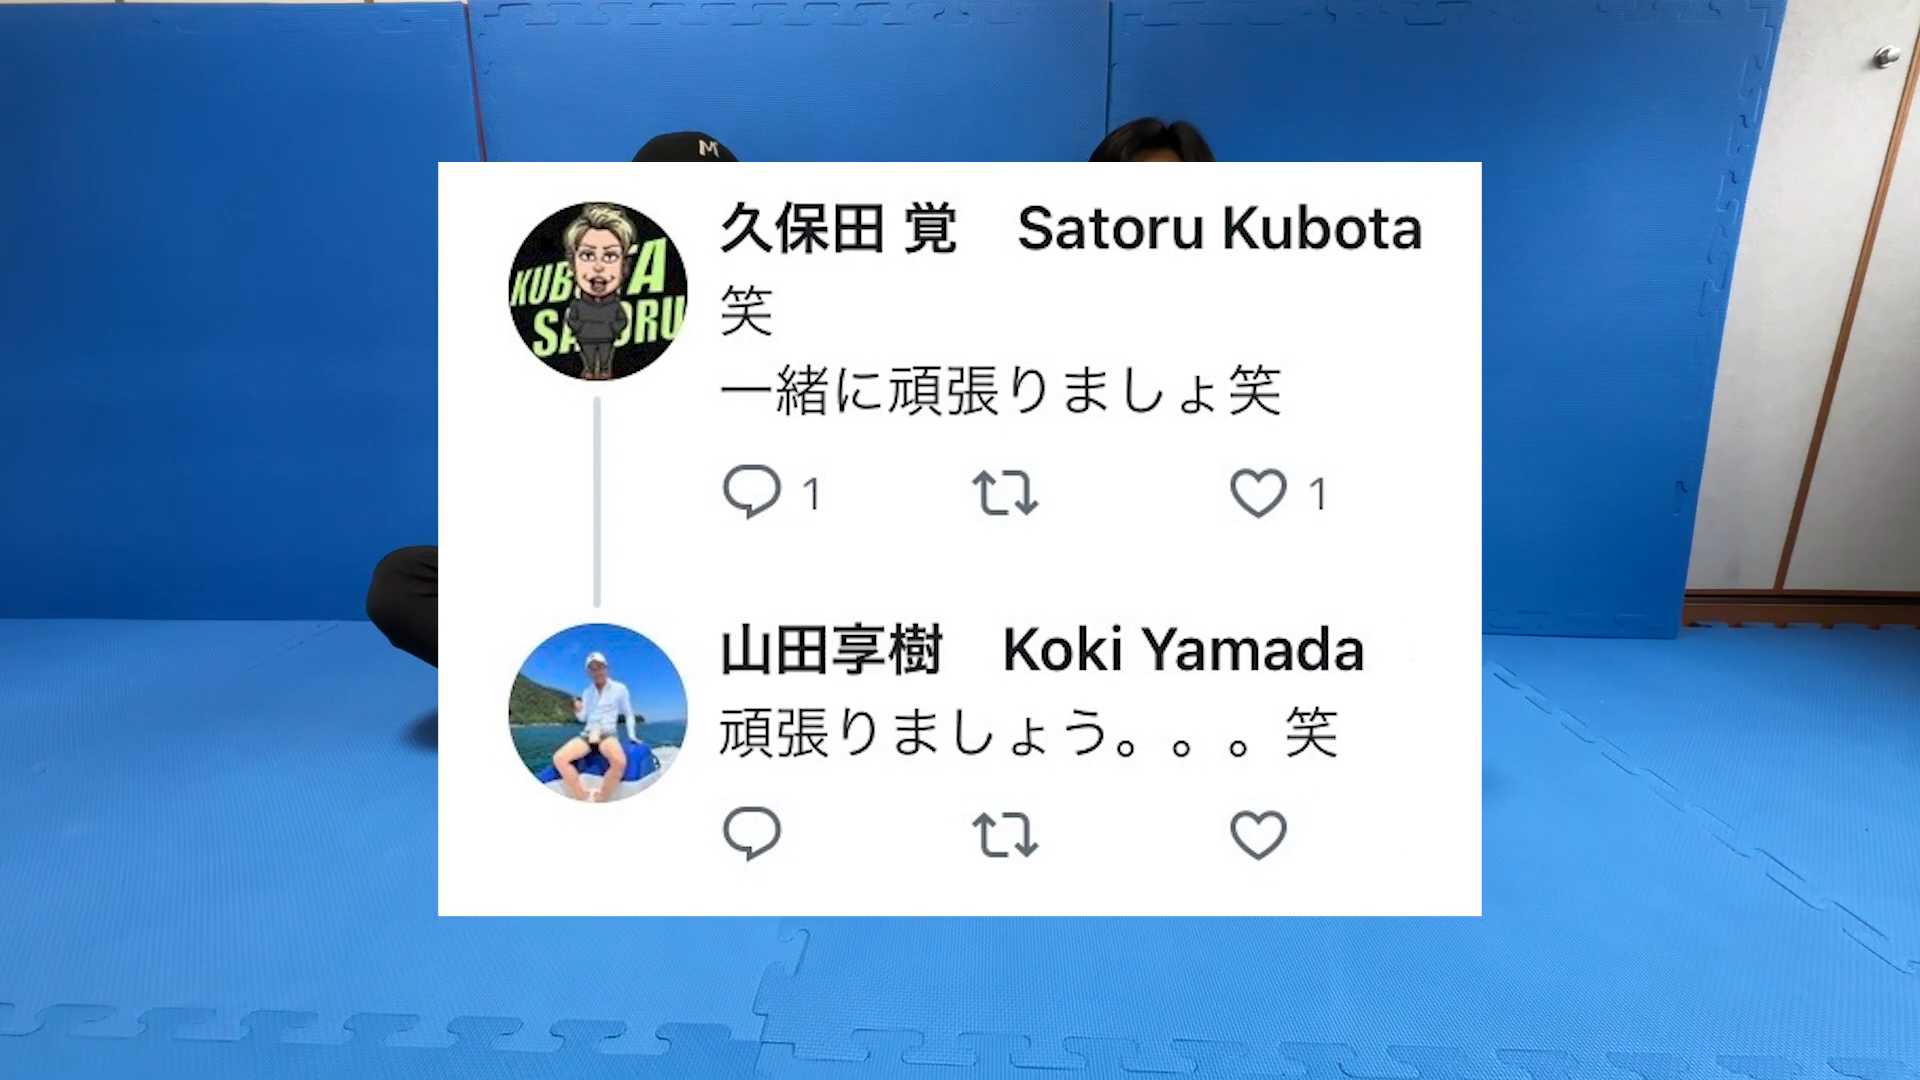 M
久保田 覚　Satoru Kubota
笑
一緒に頑張りましょ笑
1
1
山田享樹　Koki Yamada
頑張りましょう。。。笑